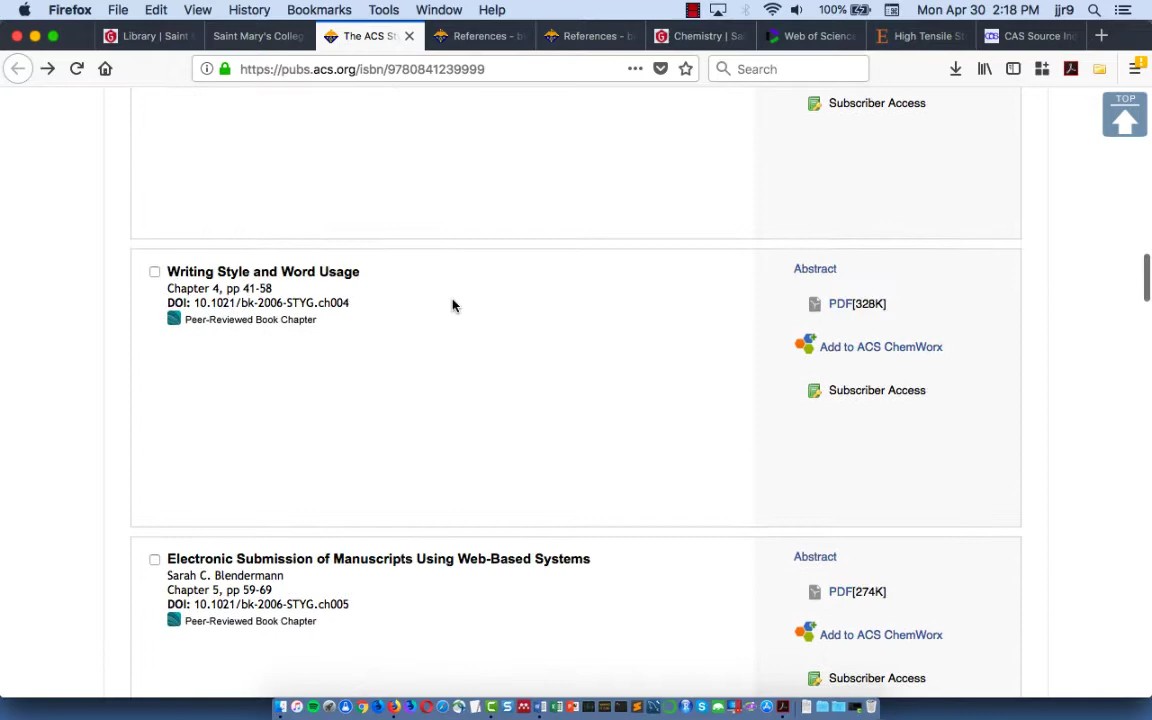 Firefox File Edit View History Bookmarks Tools Window Help 100% Mon Apr 30 2:18 PM jjr9
Library | Saint Saint Mary's Colleg The ACS St References - b References - b Chemistry | Sai Web of Science High Tensile St CAS Source Ind
https://pubs.acs.org/isbn/9780841239999 Search
TOP
Subscriber Access
Writing Style and Word Usage
Chapter 4, pp 41-58
DOI: 10.1021/bk-2006-STYG.ch004
Peer-Reviewed Book Chapter
Abstract
PDF[328K]
Add to ACS ChemWorx
Subscriber Access
Electronic Submission of Manuscripts Using Web-Based Systems
Sarah C. Blendermann
Chapter 5, pp 59-69
DOI: 10.1021/bk-2006-STYG.ch005
Peer-Reviewed Book Chapter
Abstract
PDF[274K]
Add to ACS ChemWorx
Subscriber Access